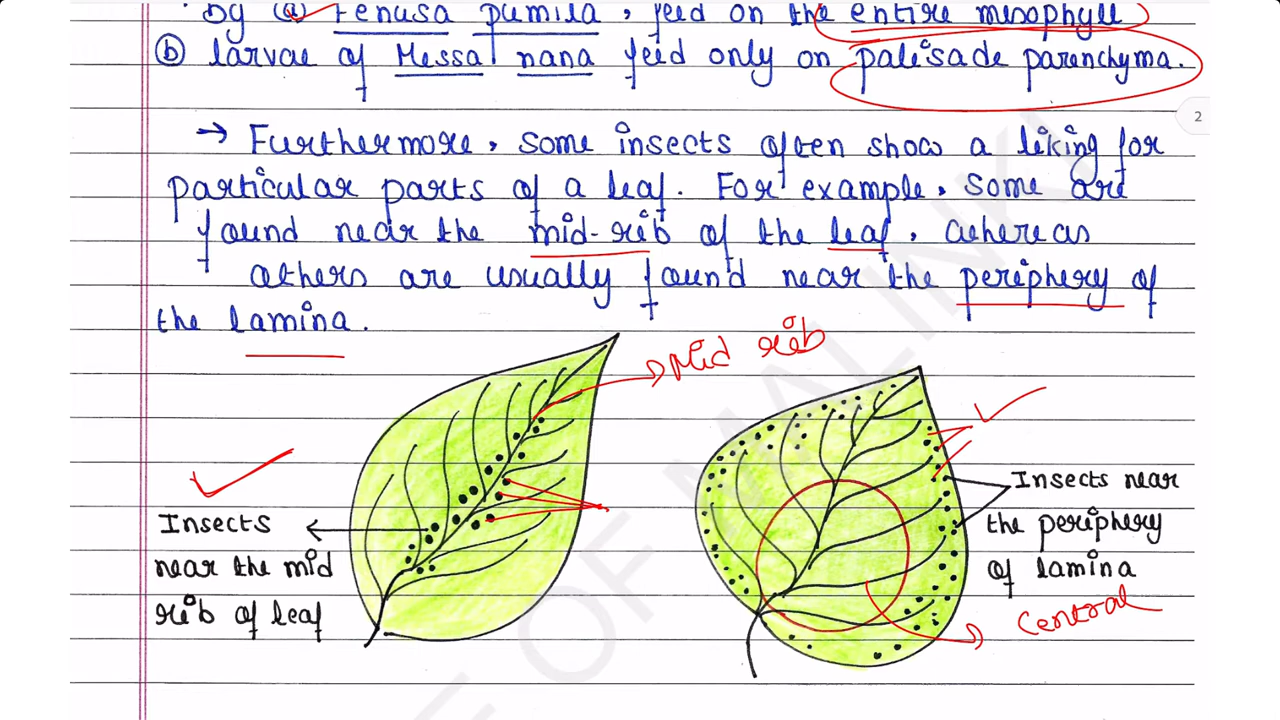 By (a) Fenusa pumila, feed on the entire mesophyll
(b) larvae of Messa nana feed only on palisade parenchyma.
2
→ Furthermore, some insects often show a liking for
particular parts of a leaf. For example, some are
found near the mid-rib of the leaf, whereas
others are usually found near the periphery of
the lamina.
Mid rib
Insects
near the mid
rib of leaf
Insects near
the periphery
of lamina
Central